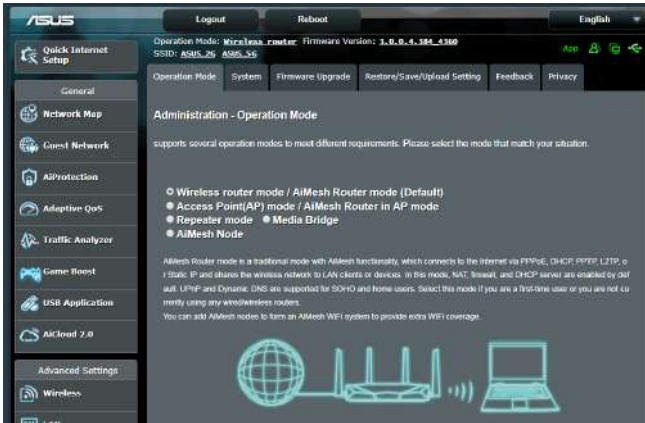 ASUS
Logout
Reboot
English
Operation Mode: Wireless router Firmware Version: 3.0.0.4.384_4360
SSID: ASUS_2G ASUS_5G
App
Quick Internet
Setup
General
Network Map
Guest Network
AiProtection
Adaptive QoS
Traffic Analyzer
Game Boost
USB Application
AiCloud 2.0
Advanced Settings
Wireless
Operation Mode
System
Firmware Upgrade
Restore/Save/Upload Setting
Feedback
Privacy
Administration - Operation Mode
supports several operation modes to meet different requirements. Please select the mode that match your situation.
Wireless router mode / AiMesh Router mode (Default)
Access Point(AP) mode / AiMesh Router in AP mode
Repeater mode Media Bridge
AiMesh Node
AiMesh Router mode is a traditional mode with AiMesh functionality, which connects to the internet via PPPoE, DHCP, PPTP, L2TP, o
r Static IP and shares the wireless network to LAN clients or devices. In this mode, NAT, firewall, and DHCP server are enabled by def
ault. UPnP and Dynamic DNS are supported for SOHO and home users. Select this mode if you are a first-time user or you are not cu
rrently using any wired/wireless routers.
You can add AiMesh nodes to form an AiMesh WiFi system to provide extra WiFi coverage.